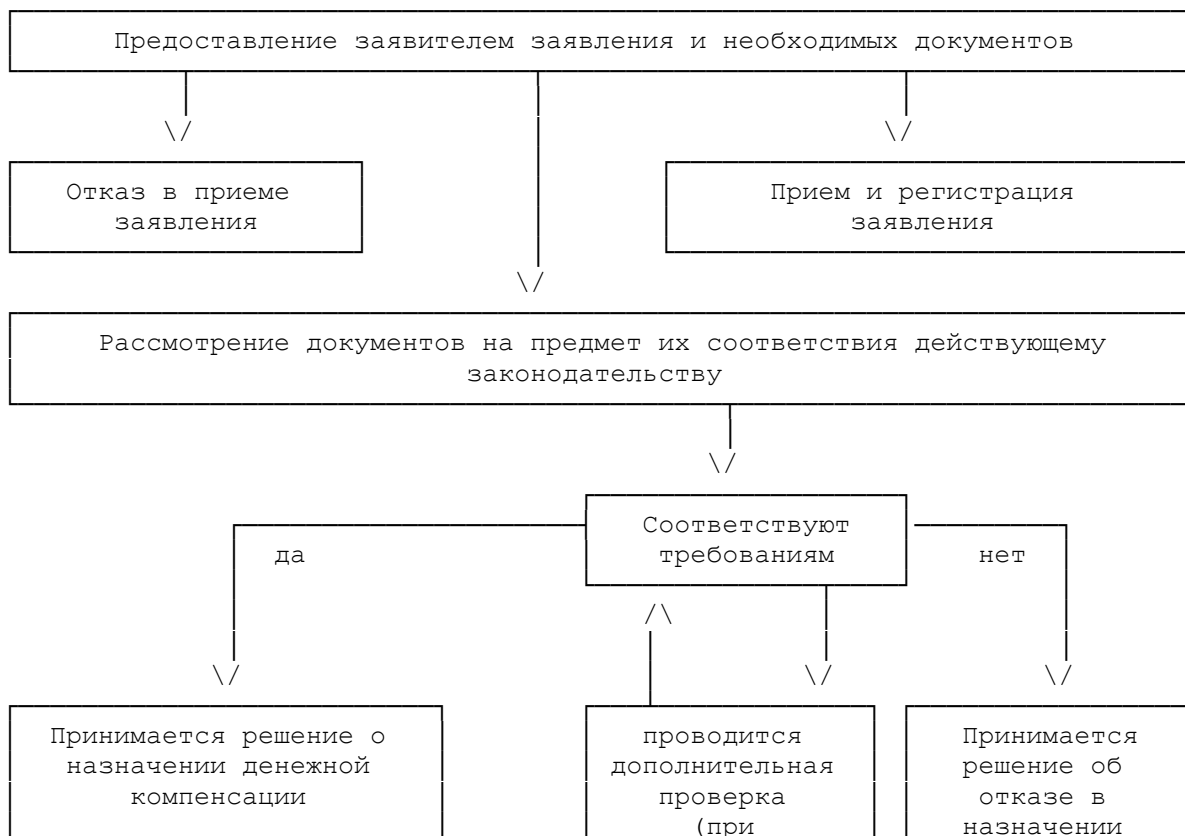 Предоставление заявителем заявления и необходимых документов
Отказ в приеме
заявления
Прием и регистрация
заявления
Рассмотрение документов на предмет их соответствия действующему
законодательству
Соответствуют
требованиям
да
нет
Принимается решение о
назначении денежной
компенсации
проводится
дополнительная
проверка
(при
Принимается
решение об
отказе в
назначении